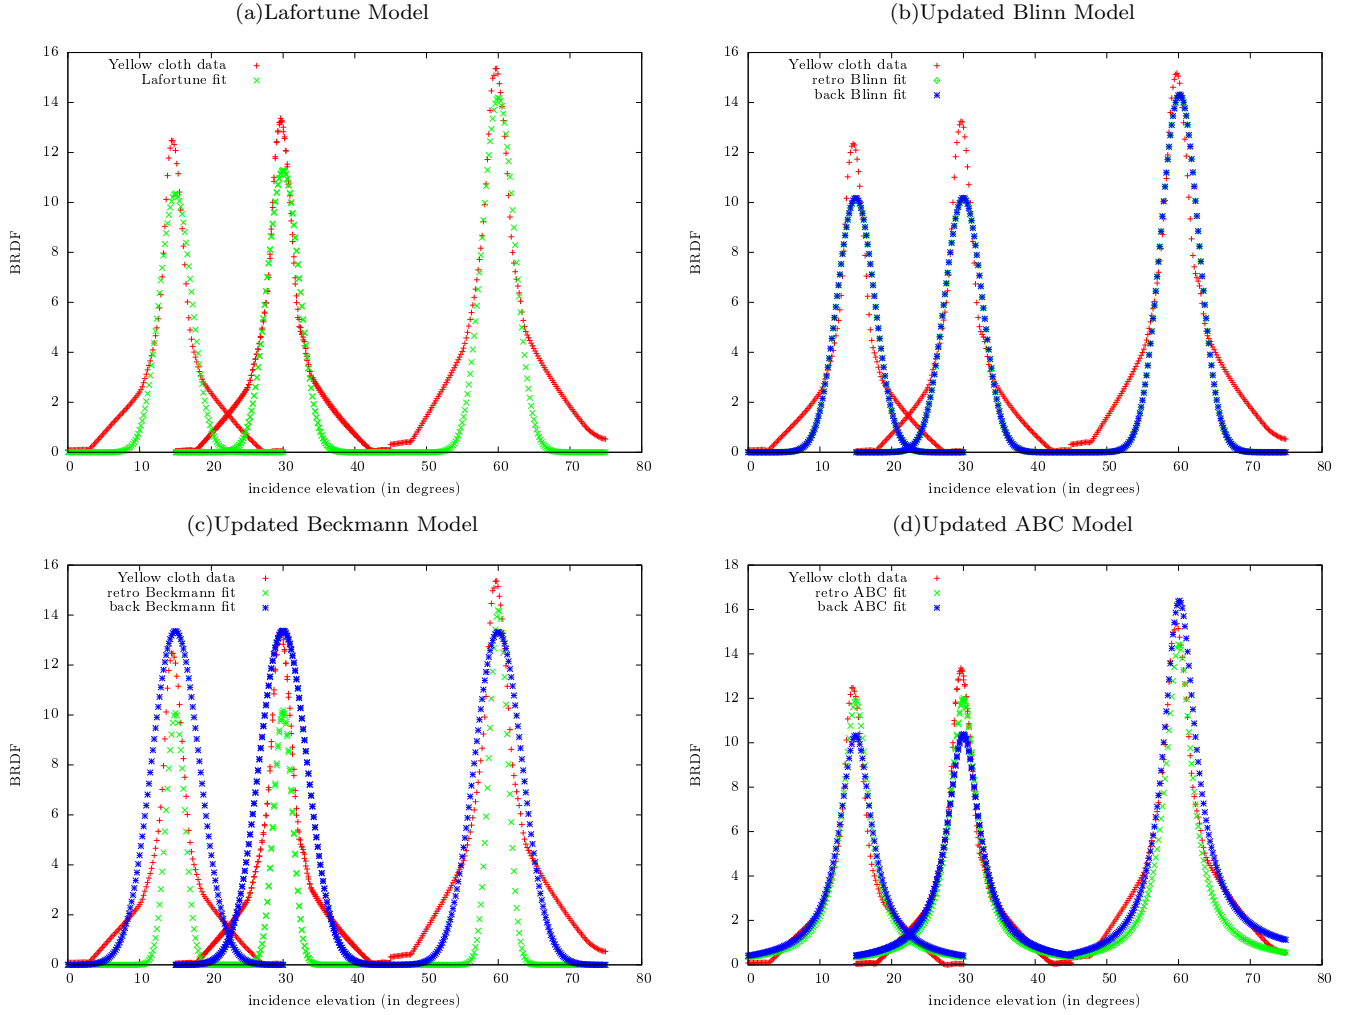 (a)Lafortune Model
16
14
12
10
8
6
4
2
0
BRDF
Yellow cloth data
Lafortune fit
0 10 20 30 40 50 60 70 80
incidence elevation (in degrees)
(b)Updated Blinn Model
16
14
12
10
8
6
4
2
0
BRDF
Yellow cloth data
retro Blinn fit
back Blinn fit
0 10 20 30 40 50 60 70 80
incidence elevation (in degrees)
(c)Updated Beckmann Model
16
14
12
10
8
6
4
2
0
BRDF
Yellow cloth data
retro Beckmann fit
back Beckmann fit
0 10 20 30 40 50 60 70 80
incidence elevation (in degrees)
(d)Updated ABC Model
18
16
14
12
10
8
6
4
2
0
BRDF
Yellow cloth data
retro ABC fit
back ABC fit
0 10 20 30 40 50 60 70 80
incidence elevation (in degrees)